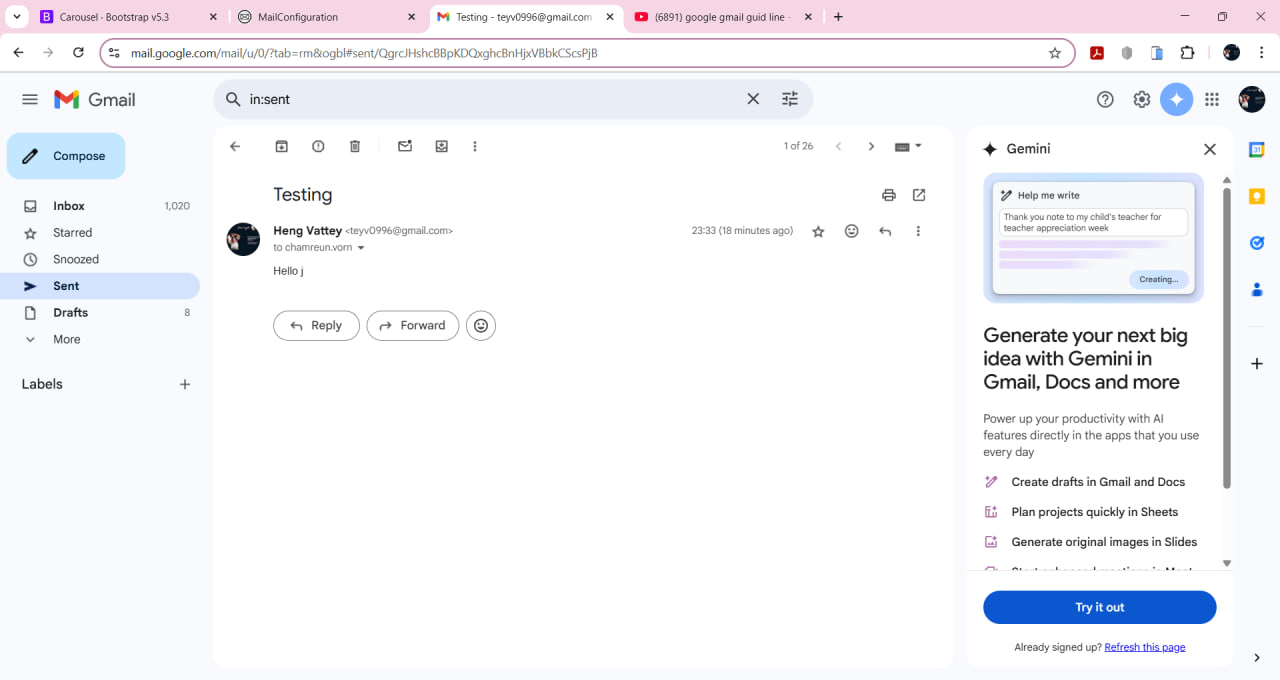 Carousel · Bootstrap v5.3
MailConfiguration
Testing - teyv0996@gmail.com
(6891) google gmail guid line -
mail.google.com/mail/u/0/?tab=rm&ogbl#sent/QgrcJHshcBBpKDQxghcBnHjxVBbkCScsPjB
Gmail
in:sent
Compose
Inbox 1,020
Starred
Snoozed
Sent
Drafts 8
More
Labels
1 of 26
Testing
Heng Vattey <teyv0996@gmail.com>
23:33 (18 minutes ago)
to chamreun.vorn
Hello j
Reply
Forward
Gemini
Help me write
Thank you note to my child's teacher for
teacher appreciation week
Creating...
Generate your next big
idea with Gemini in
Gmail, Docs and more
Power up your productivity with AI
features directly in the apps that you use
every day
Create drafts in Gmail and Docs
Plan projects quickly in Sheets
Generate original images in Slides
Try it out
Already signed up? Refresh this page
31